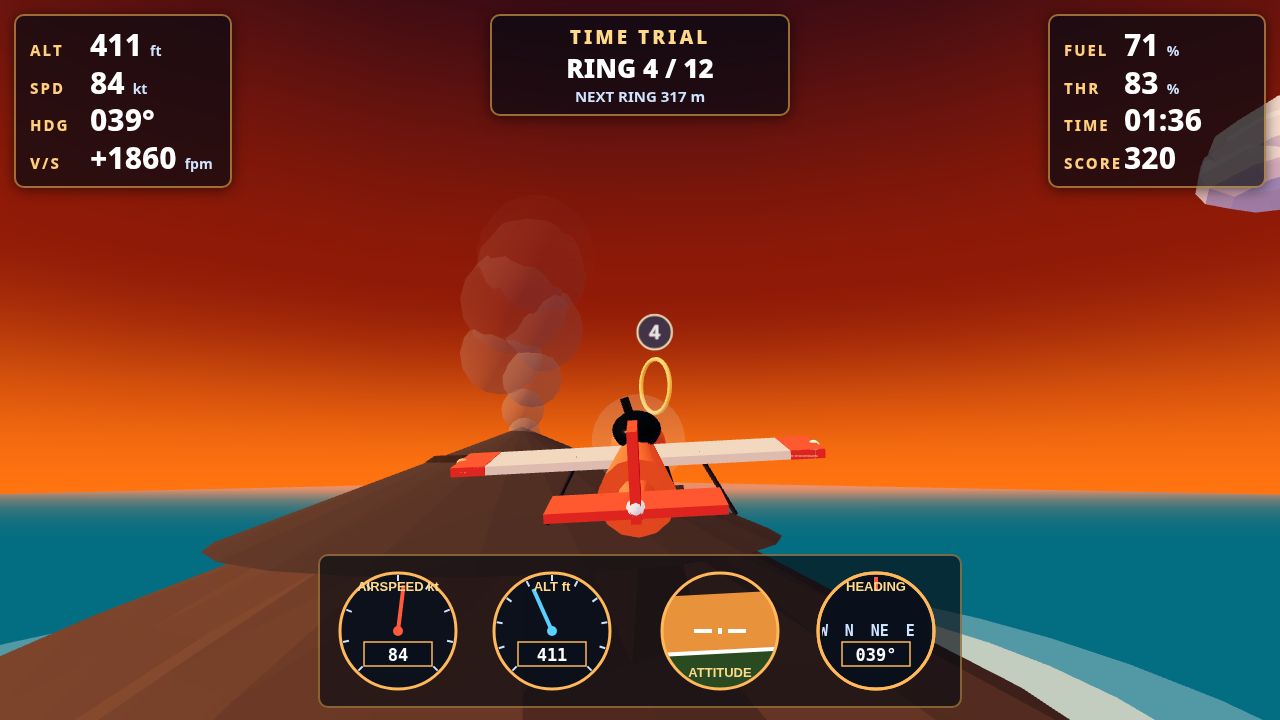 ALT 411 ft
SPD 84 kt
HDG 039°
V/S +1860 fpm
TIME TRIAL
RING 4 / 12
NEXT RING 317 m
FUEL 71 %
THR 83 %
TIME 01:36
SCORE 320
4
AIRSPEED kt
84
ALT ft
411
ATTITUDE
HEADING
W N NE E
039°